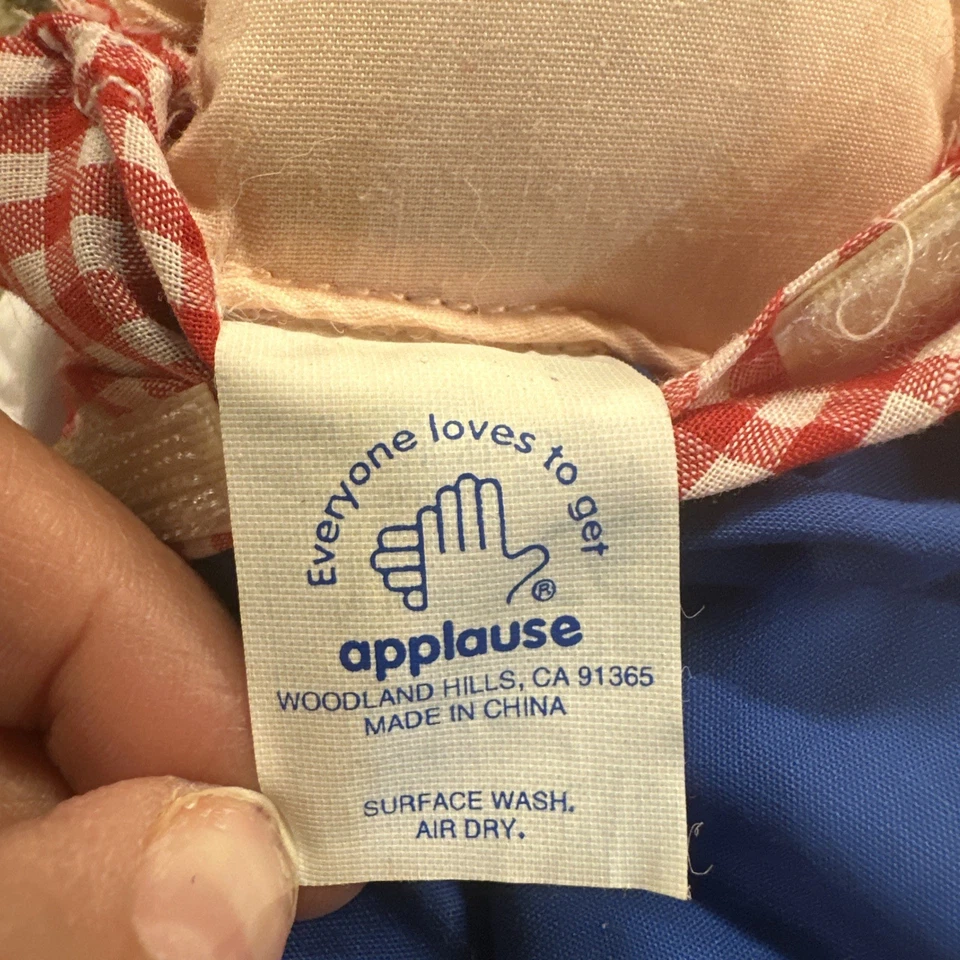 Everyone loves to get
®
applause
WOODLAND HILLS, CA 91365
MADE IN CHINA
SURFACE WASH.
AIR DRY.